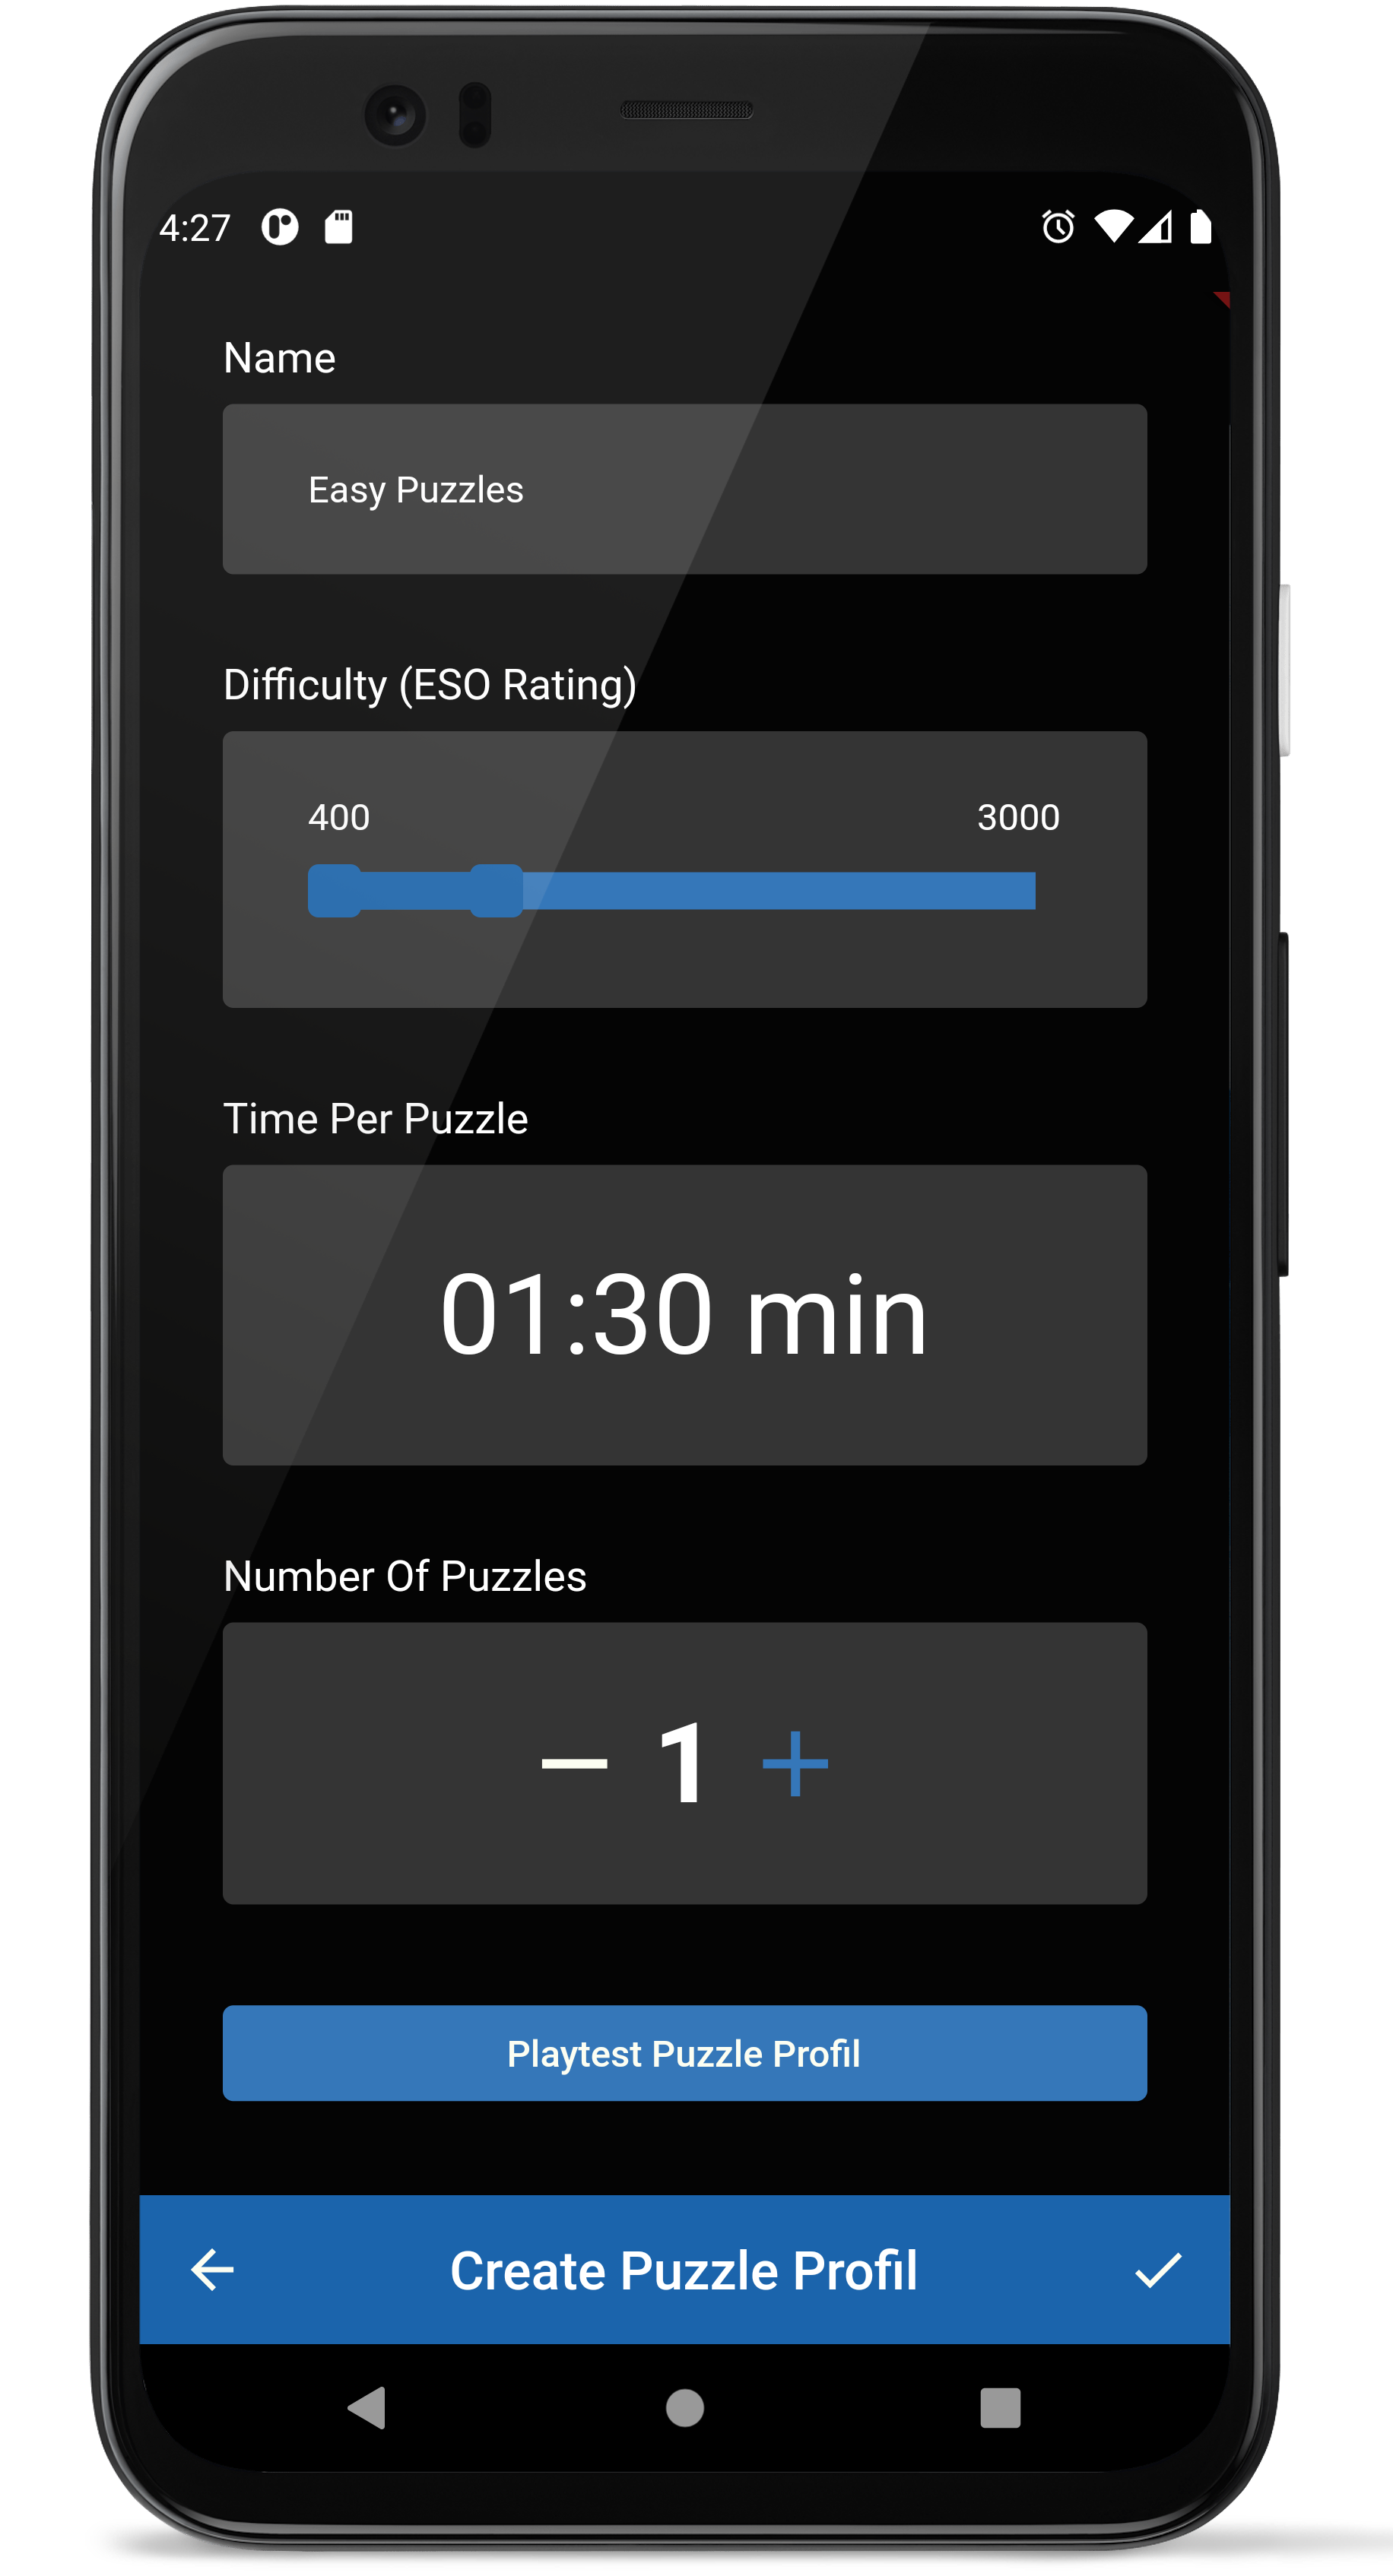 4:27
Name
Easy Puzzles
Difficulty (ESO Rating)
400 3000
Time Per Puzzle
01:30 min
Number Of Puzzles
1
Playtest Puzzle Profil
Create Puzzle Profil